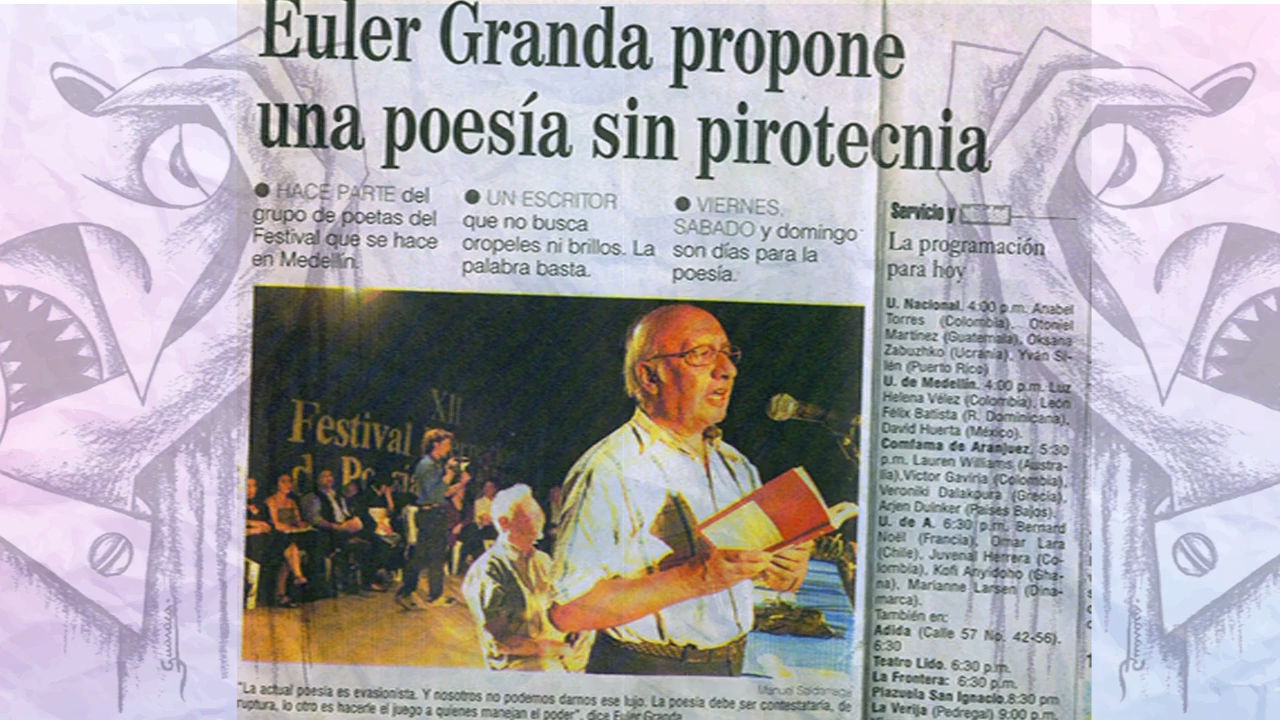 Euler Granda propone
una poesía sin pirotecnia
● HACE PARTE del
grupo de poetas del
Festival que se hace
en Medellín.
● UN ESCRITOR
que no busca
oropeles ni brillos. La
palabra basta.
● VIERNES,
SABADO y domingo
son días para la
poesía.
XII
Festival
de Poesía
Manuel Saldarriaga
"La actual poesía es evasionista. Y nosotros no podemos darnos ese lujo. La poesía debe ser contestataria, de
ruptura, lo otro es hacerle el juego a quienes manejan el poder", dice Euler Granda
Servicio y
La programación
para hoy
U. Nacional. 4:00 p.m. Anabel
Torres (Colombia), Otoniel
Martínez (Guatemala), Oksana
Zabuzhko (Ucrania), Yván Si-
lén (Puerto Rico)
U. de Medellín. 4:00 p.m. Luz
Helena Vélez (Colombia), León
Félix Batista (R. Dominicana),
David Huerta (México).
Comfama de Aranjuez. 5:30
p.m. Lauren Williams (Austra-
lia), Víctor Gaviria (Colombia),
Veroniki Dalakpura (Grecia),
Arjen Duinker (Países Bajos).
U. de A. 6:30 p.m. Bernard
Noël (Francia), Omar Lara
(Chile), Juvenal Herrera (Co-
lombia), Kofi Anyidoho (Gha-
na), Marianne Larsen (Dina-
marca).
También en:
Adida (Calle 57 No. 42-56).
6:30
Teatro Lido. 6:30 p.m.
La Frontera: 6:30 p.m.
Plazuela San Ignacio.8:30 pm
La Verija (Pedregal) 9:00 p.m.